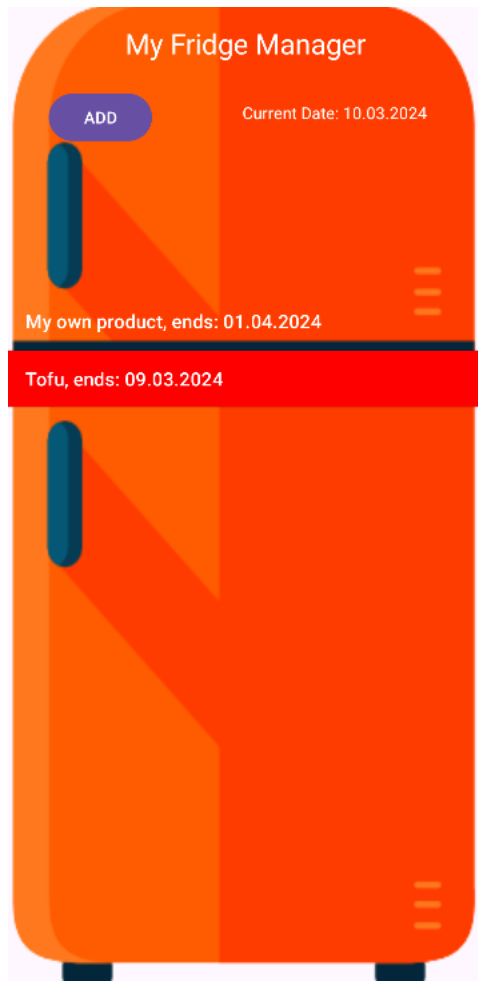 My Fridge Manager
ADD
Current Date: 10.03.2024
My own product, ends: 01.04.2024
Tofu, ends: 09.03.2024